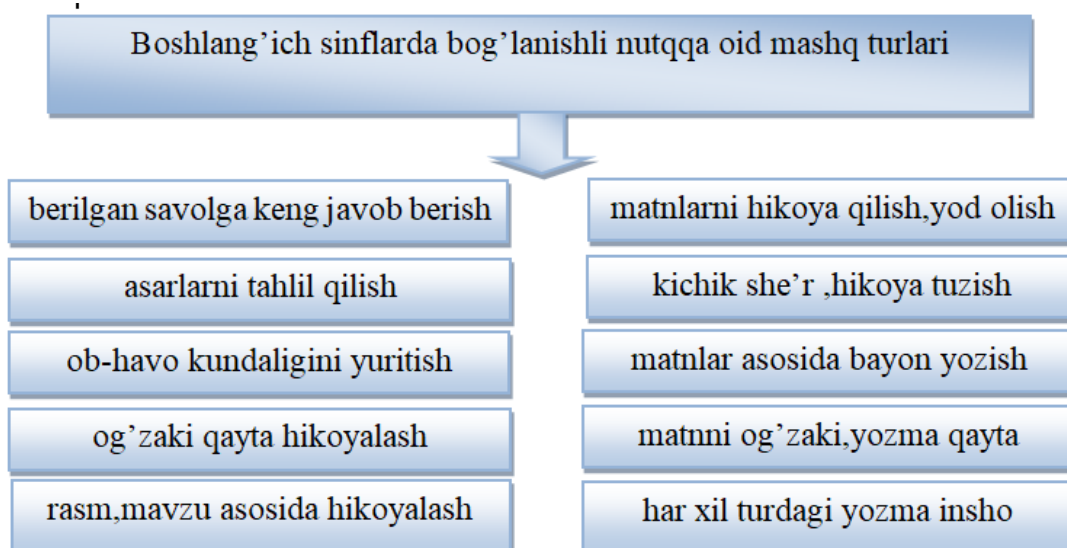 Boshlang’ich sinflarda bog’lanishli nutqqa oid mashq turlari
berilgan savolga keng javob berish
asarlarni tahlil qilish
ob-havo kundaligini yuritish
og’zaki qayta hikoyalash
rasm,mavzu asosida hikoyalash
matnlarni hikoya qilish,yod olish
kichik she’r ,hikoya tuzish
matnlar asosida bayon yozish
matnni og’zaki,yozma qayta
har xil turdagi yozma insho